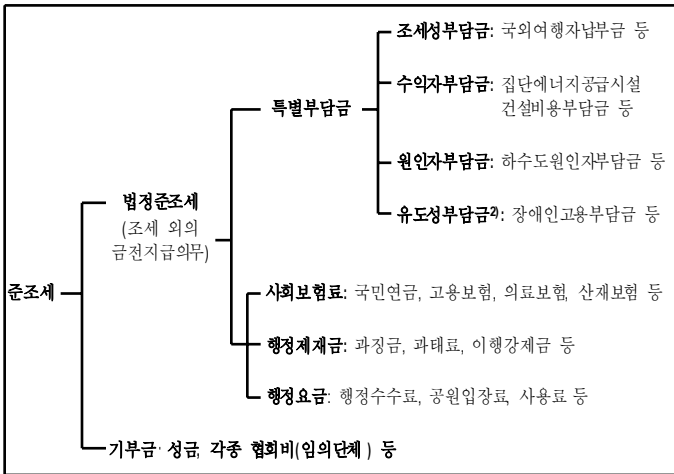 조세성부담금: 국외여행자납부금 등
수익자부담금: 집단에너지공급시설
건설비용부담금 등
특별부담금
원인자부담금: 하수도원인자부담금 등
법정준조세
(조세 외의
금전지급의무)
유도성부담금2): 장애인고용부담금 등
준조세
사회보험료: 국민연금, 고용보험, 의료보험, 산재보험 등
행정제재금: 과징금, 과태료, 이행강제금 등
행정요금: 행정수수료, 공원입장료, 사용료 등
기부금·성금, 각종 협회비(임의단체) 등